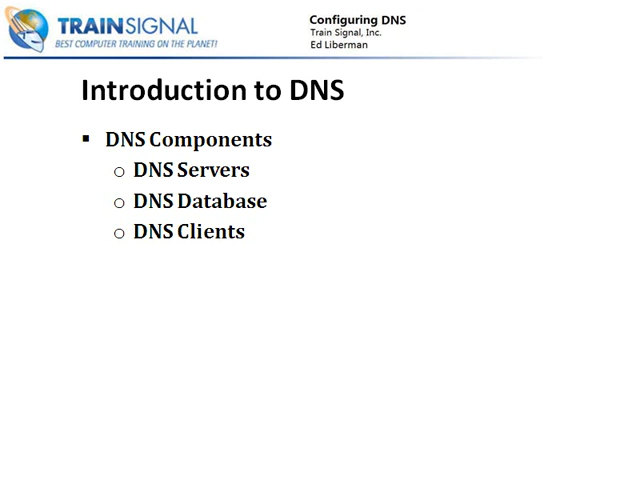 TRAINSIGNAL
BEST COMPUTER TRAINING ON THE PLANET!
Configuring DNS
Train Signal, Inc.
Ed Liberman
Introduction to DNS
▪ DNS Components
o DNS Servers
o DNS Database
o DNS Clients